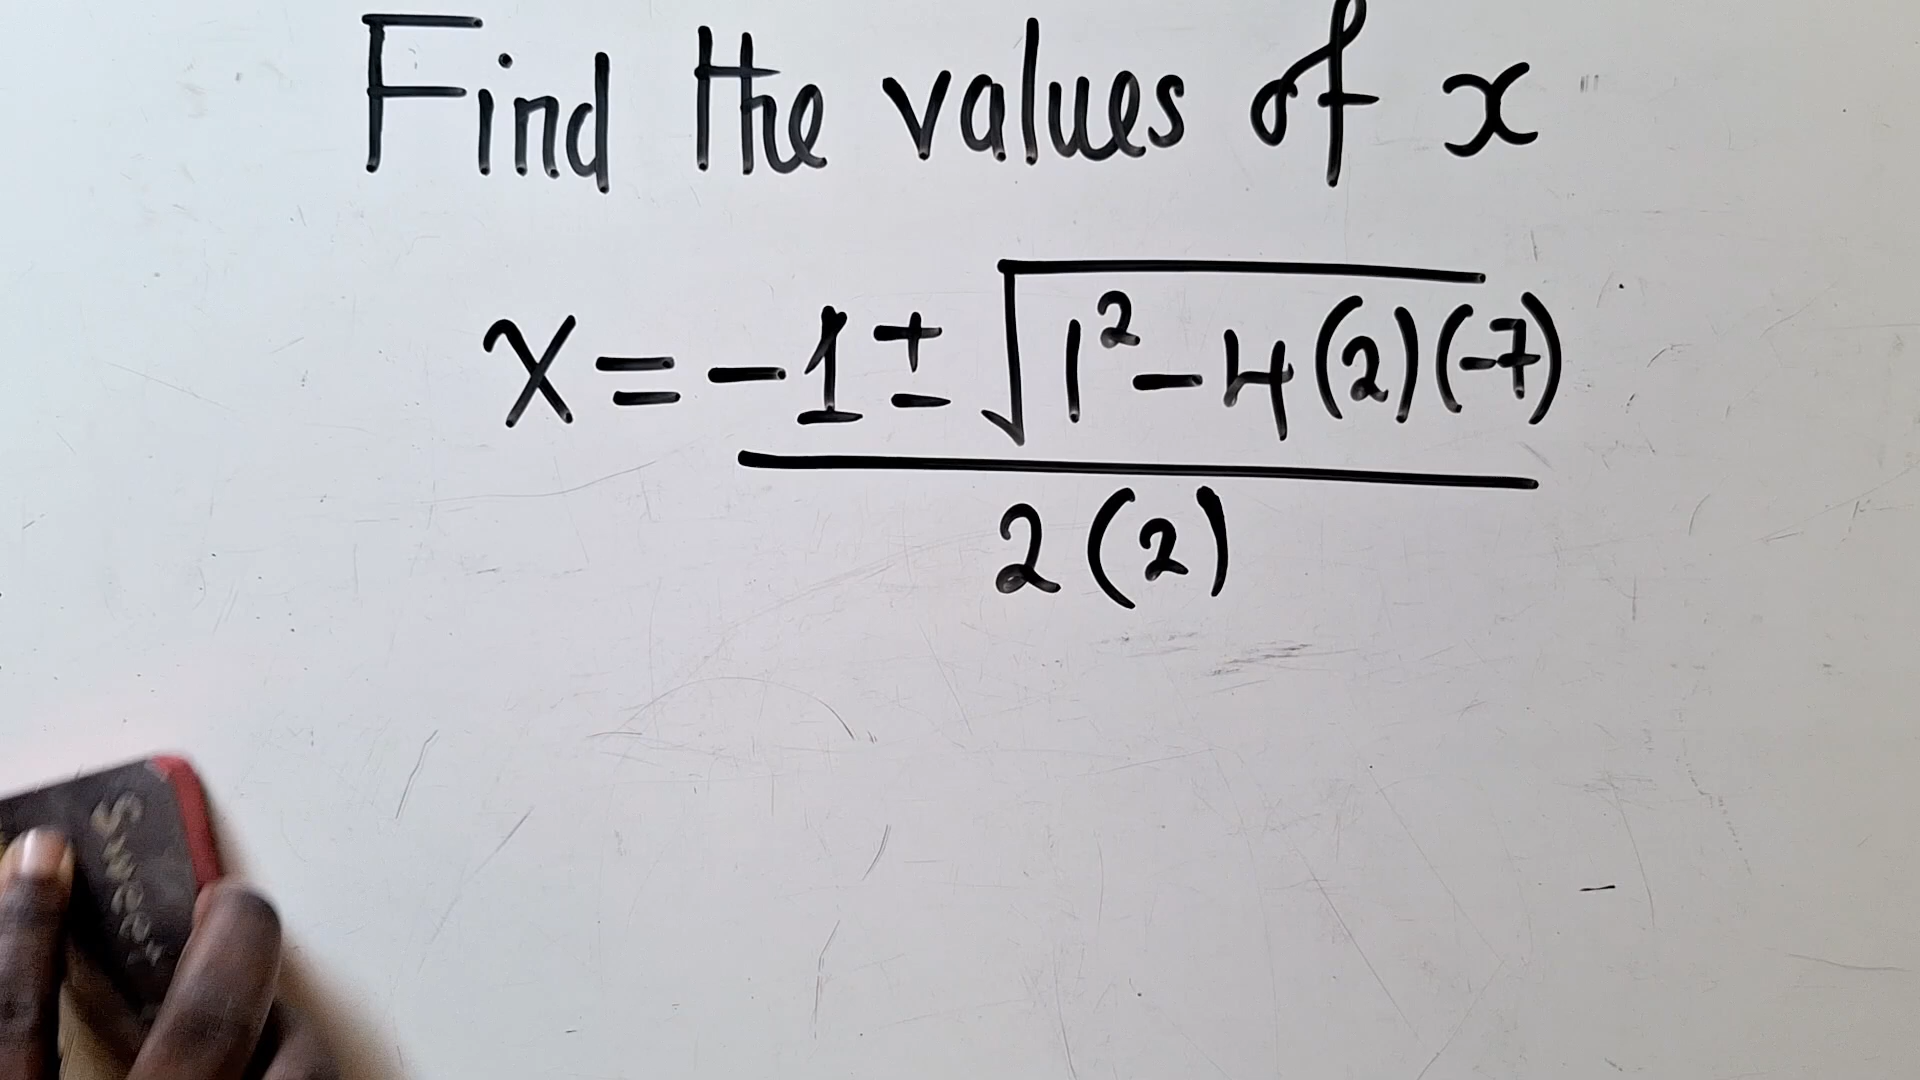 Find the values of x
x = -1 ± √1² - 4(2)(-7)
2(2)